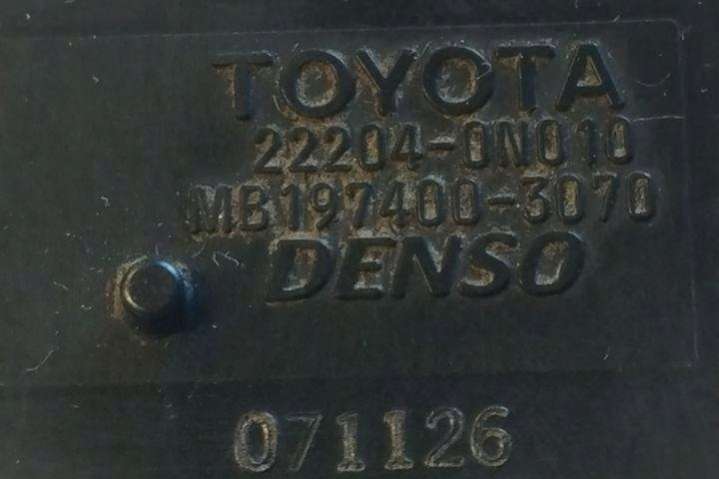 TOYOTA
22204-0N010
MB197400-3070
DENSO
071126